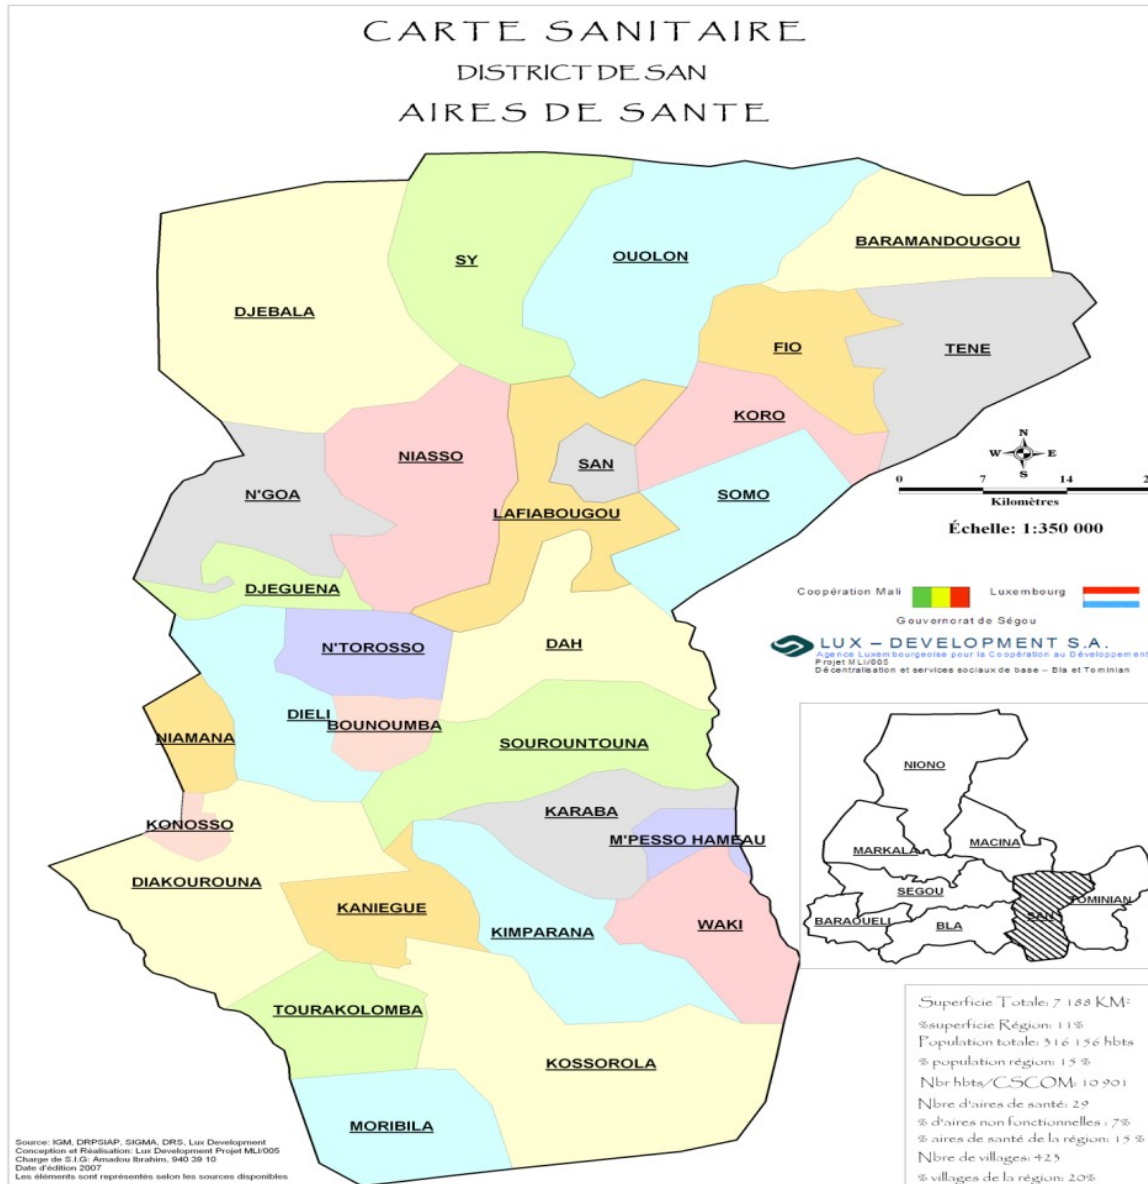 CARTE SANITAIRE
DISTRICT DE SAN
AIRES DE SANTE
BARAMANDOUGOU
OUOLON
SY
DJEBALA
FIO
TENE
KORO
NIASSO
SAN
N'GOA
SOMO
LAFIABOUGOU
DJEGUENA
N'TOROSSO
DAH
DIELI
BOUNOUMBA
NIAMANA
SOUROUNTOUNA
KARABA
KONOSSO
M'PESSO HAMEAU
DIAKOUROUNA
KANIEGUE
KIMPARANA
WAKI
TOURAKOLOMBA
KOSSOROLA
MORIBILA
N
W E
S
0 7 14 2
Kilomètres
Échelle: 1:350 000
Coopération Mali Luxembourg
Gouvernorat de Ségou
LUX – DEVELOPMENT S.A.
Agence Luxembourgeoise pour la Coopération au Développement
Projet MLI/005
Décentralisation et services sociaux de base – Bla et Tominian
NIONO
MACINA
MARKALA
SEGOU
TOMINIAN
SAN
BARAOUELI
BLA
Superficie Totale: 7 188 KM²
%superficie Région: 11%
Population totale: 316 156 hbts
% population région: 15 %
Nbr hbts/CSCOM: 10 901
Nbre d'aires de santé: 29
% d'aires non fonctionnelles : 7%
% aires de santé de la région: 15 %
Nbre de villages: 423
% villages de la région: 20%
Source: IGM, DRPSIAP, SIGMA, DRS, Lux Development
Conception et Réalisation: Lux Development Projet MLI/005
Charge de S.I.G: Amadou Ibrahim, 940 39 10
Date d'édition 2007
Les éléments sont représentés selon les sources disponibles